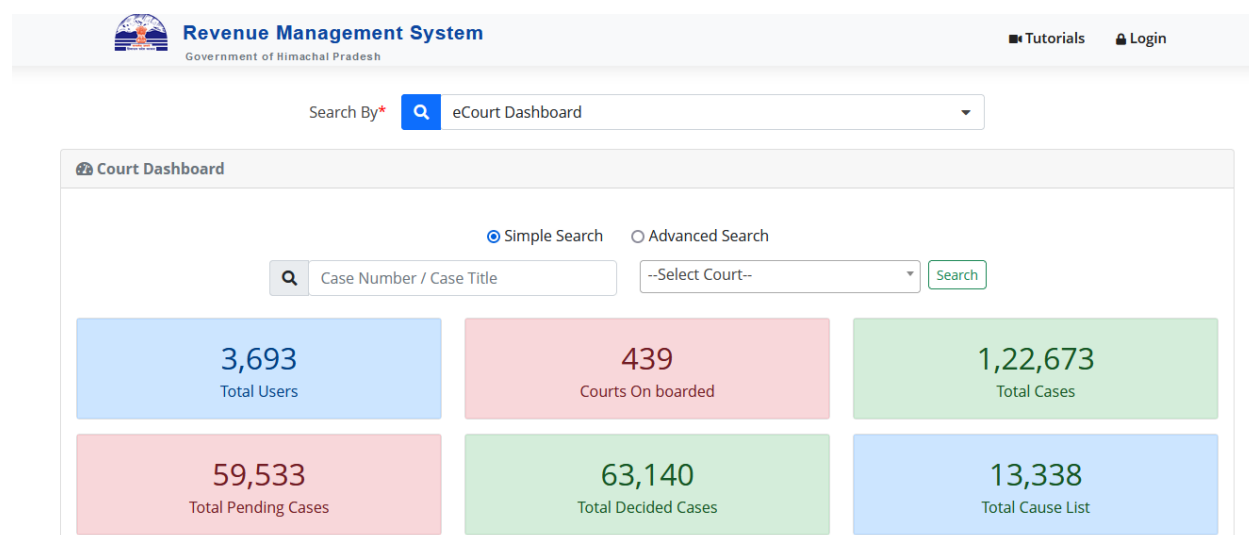 Revenue Management System
Government of Himachal Pradesh
Tutorials
Login
Search By*
eCourt Dashboard
Court Dashboard
Simple Search
Advanced Search
Case Number / Case Title
--Select Court--
Search
3,693
Total Users
439
Courts On boarded
1,22,673
Total Cases
59,533
Total Pending Cases
63,140
Total Decided Cases
13,338
Total Cause List